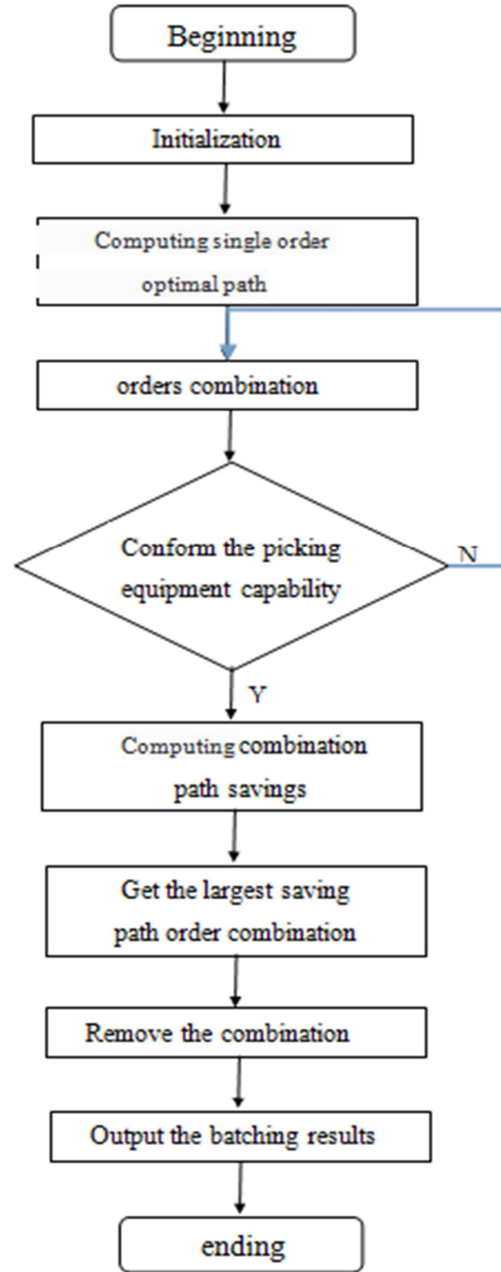 Beginning
Initialization
Computing single order
optimal path
orders combination
Conform the picking
equipment capability
N
Y
Computing combination
path savings
Get the largest saving
path order combination
Remove the combination
Output the batching results
ending